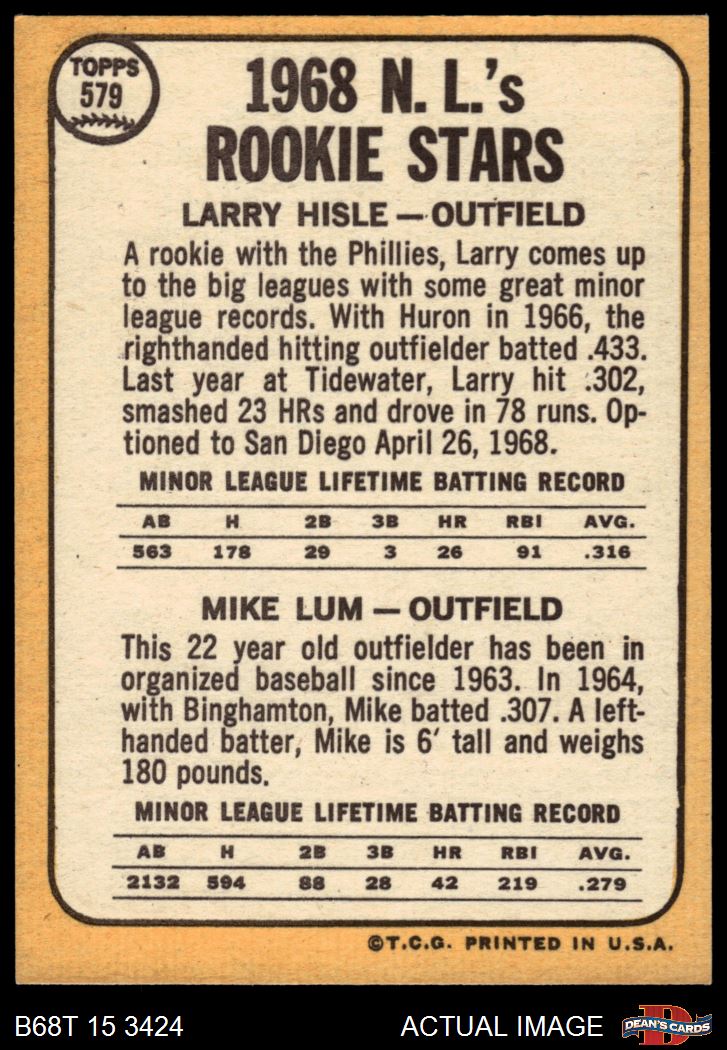 TOPPS
579
1968 N. L.'s
ROOKIE STARS
LARRY HISLE — OUTFIELD
A rookie with the Phillies, Larry comes up
to the big leagues with some great minor
league records. With Huron in 1966, the
righthanded hitting outfielder batted .433.
Last year at Tidewater, Larry hit .302,
smashed 23 HRs and drove in 78 runs. Op-
tioned to San Diego April 26, 1968.
MINOR LEAGUE LIFETIME BATTING RECORD
AB H 2B 3B HR RBI AVG.
563 178 29 3 26 91 .316
MIKE LUM — OUTFIELD
This 22 year old outfielder has been in
organized baseball since 1963. In 1964,
with Binghamton, Mike batted .307. A left-
handed batter, Mike is 6' tall and weighs
180 pounds.
MINOR LEAGUE LIFETIME BATTING RECORD
AB H 2B 3B HR RBI AVG.
2132 594 88 28 42 219 .279
©T.C.G. PRINTED IN U.S.A.
B68T 15 3424 ACTUAL IMAGE
D DEAN'S CARDS